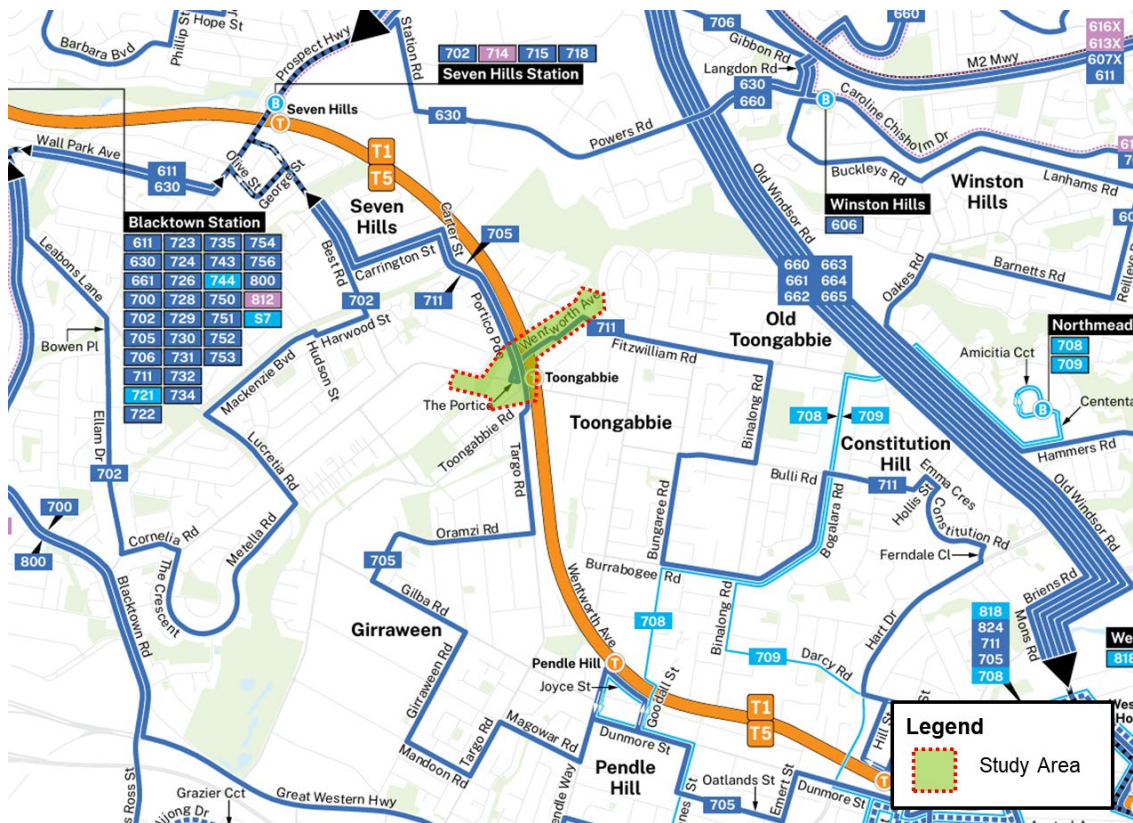 Hope St
Phillip St
Barbara Bvd
Prospect Hwy
Station Rd
702 714 715 718
Seven Hills Station
706
660
Gibbon Rd
Langdon Rd
630
660
M2 Mwy
616X
613X
607X
611
B
Seven Hills
T
630
Powers Rd
B
Caroline Chisholm Dr
Wall Park Ave
611
630
Olive St
George St
T1
T5
Old Windsor Rd
Buckleys Rd
Winston
Hills
Lanhams Rd
Winston Hills
606
Blacktown Station
611 723 735 754
630 724 743 756
661 726 744 800
700 728 750 812
702 729 751 S7
705 730 752
706 731 753
711 732
721 734
722
Seven
Hills
Carter St
705
Best Rd
Carrington St
711
702
Portico Pde
Leabons Lane
Bowen Pl
Harwood St
Hudson St
Mackenzie Bvd
Wentworth Ave
711
Fitzwilliam Rd
660 663
661 664
662 665
Old
Toongabbie
Oakes Rd
Barnetts Rd
Reilleys Rd
Northmead
708
709
Amicitia Cct
B
T
Toongabbie
The Portico
Toongabbie Rd
Toongabbie
Targo Rd
Binalong Rd
708
709
Constitution
Hill
Hammers Rd
Ellam Dr
702
Lucretia Rd
Metella Rd
Bulli Rd
711
Emma Cres
Hollis St
Constitution Rd
Old Windsor Rd
700
800
Cornelia Rd
The Crescent
Oramzi Rd
705
Bungaree Rd
Bogalara Rd
Ferndale Cl
Burrabogee Rd
Blacktown Rd
Gilba Rd
Girraween
Girraween Rd
Wentworth Ave
708
Binalong Rd
709
Darcy Rd
Hart Dr
Briens Rd
Mons Rd
818
824
711
705
708
818
Pendle Hill
T
Joyce St
Goodall St
T1
T5
Hill St
Magowar Rd
Targo Rd
Mandoon Rd
Dunmore St
Pendle
Hill
Oatlands St
705
Emert St
Dunmore St
T
Grazier Cct
Great Western Hwy
Legend
Study Area